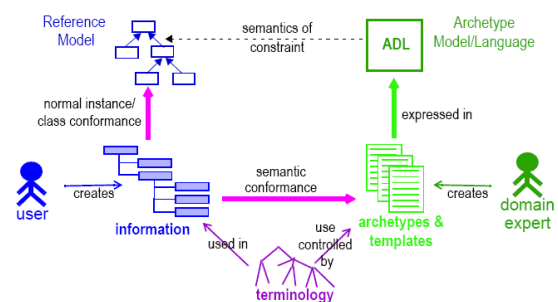 Reference
Model
semantics of
constraint
ADL
Archetype
Model/Language
normal instance/
class conformance
expressed in
user
creates
information
semantic
conformance
archetypes &
templates
creates
domain
expert
used in
use
controlled
by
terminology